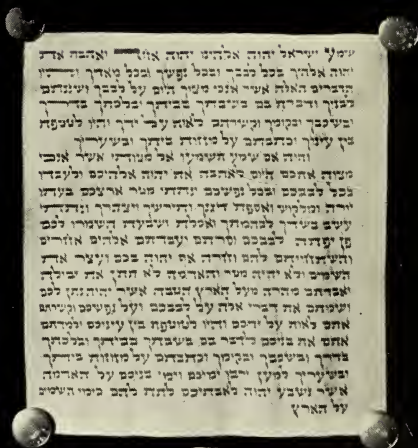 שמע ישראל יהוה אלהינו יהוה אחד ואהבת את
יהוה אלהיך בכל לבבך ובכל נפשך ובכל מאדך והיו
הדברים האלה אשר אנכי מצוך היום על לבבך ושננתם
לבניך ודברת בם בשבתך בביתך ובלכתך בדרך
ובשכבך ובקומך וקשרתם לאות על ידך והיו לטטפת
בין עיניך וכתבתם על מזזות ביתך ובשעריך
והיה אם שמע תשמעו אל מצותי אשר אנכי
מצוה אתכם היום לאהבה את יהוה אלהיכם ולעבדו
בכל לבבכם ובכל נפשכם ונתתי מטר ארצכם בעתו
יורה ומלקוש ואספת דגנך ותירשך ויצהרך ונתתי
עשב בשדך לבהמתך ואכלת ושבעת השמרו לכם
פן יפתה לבבכם וסרתם ועבדתם אלהים אחרים
והשתחויתם להם וחרה אף יהוה בכם ועצר את
השמים ולא יהיה מטר והאדמה לא תתן את יבולה
ואבדתם מהרה מעל הארץ הטבה אשר יהוה נתן לכם
ושמתם את דברי אלה על לבבכם ועל נפשכם וקשרתם
אתם לאות על ידכם והיו לטוטפת בין עיניכם ולמדתם
אתם את בניכם לדבר בם בשבתך בביתך ובלכתך
בדרך ובשכבך ובקומך וכתבתם על מזוזות ביתך
ובשעריך למען ירבו ימיכם וימי בניכם על האדמה
אשר נשבע יהוה לאבתיכם לתת להם כימי השמים
על הארץ